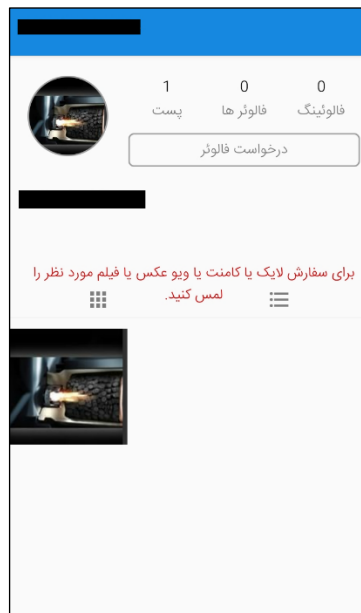 1 0 0
پست فالوئر ها فالوئینگ
درخواست فالوئر
برای سفارش لایک یا کامنت یا ویو عکس یا فیلم مورد نظر را
لمس کنید.